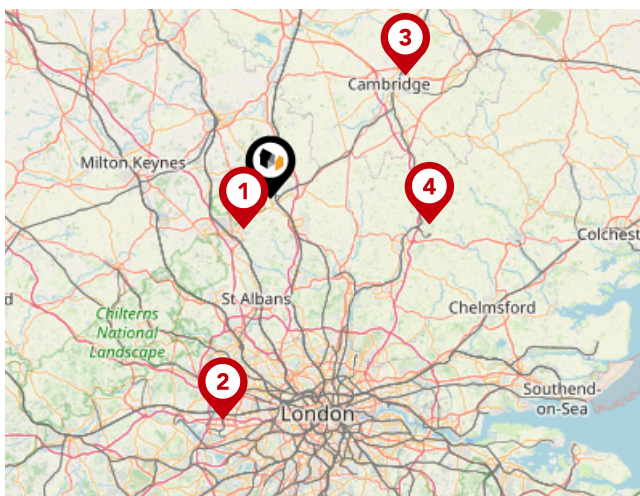 3
Cambridge
Milton Keynes
1
4
Colchest
d
St Albans
Chilterns
National
Landscape
Chelmsford
2
London
Southend-
on-Sea